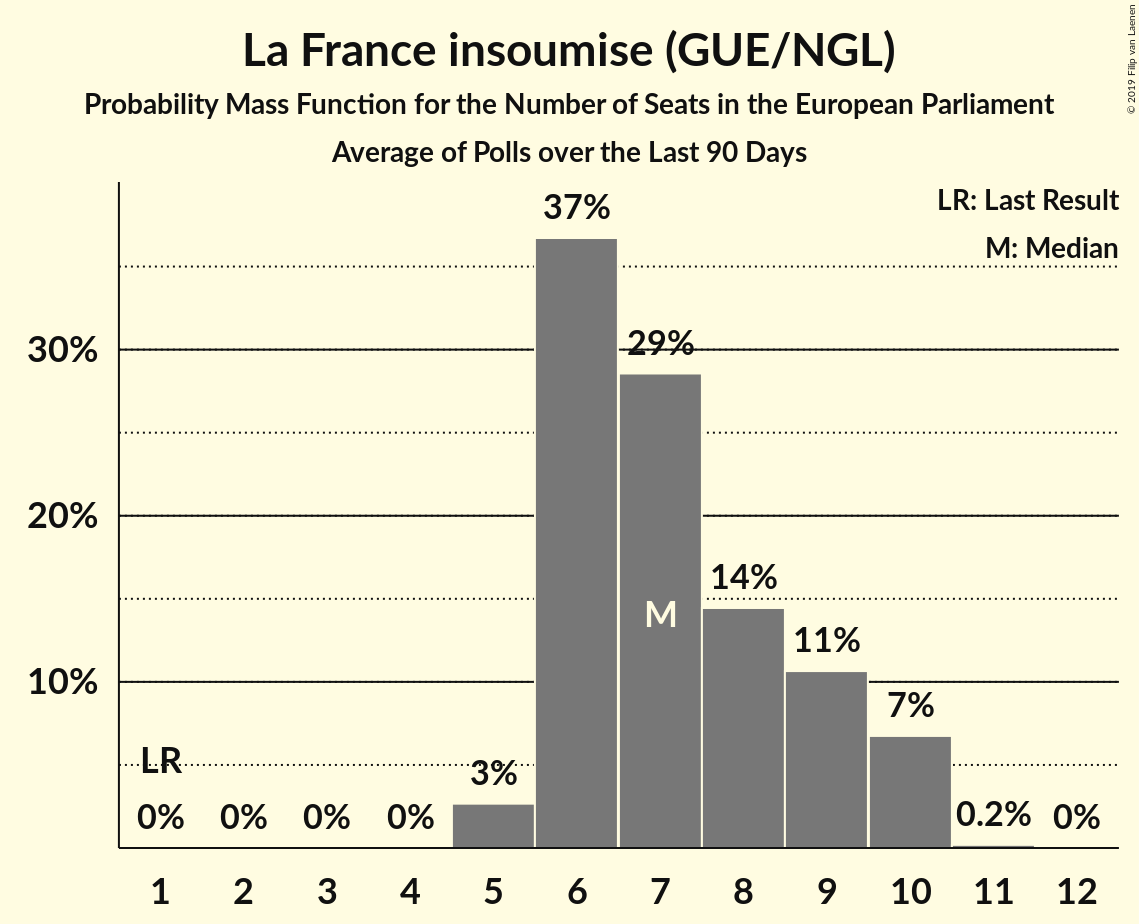 La France insoumise (GUE/NGL)
Probability Mass Function for the Number of Seats in the European Parliament
Average of Polls over the Last 90 Days
© 2019 Filip van Laenen
LR: Last Result
M: Median
37%
30%
29%
20%
14%
M
11%
10%
7%
LR
3%
0% 0% 0% 0% 0.2% 0%
1 2 3 4 5 6 7 8 9 10 11 12